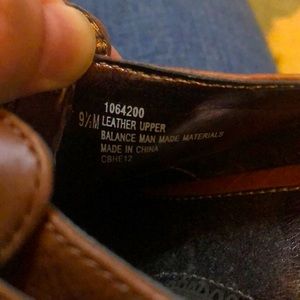 1064200
9½M LEATHER UPPER
BALANCE MAN MADE MATERIALS
MADE IN CHINA
CBHE12